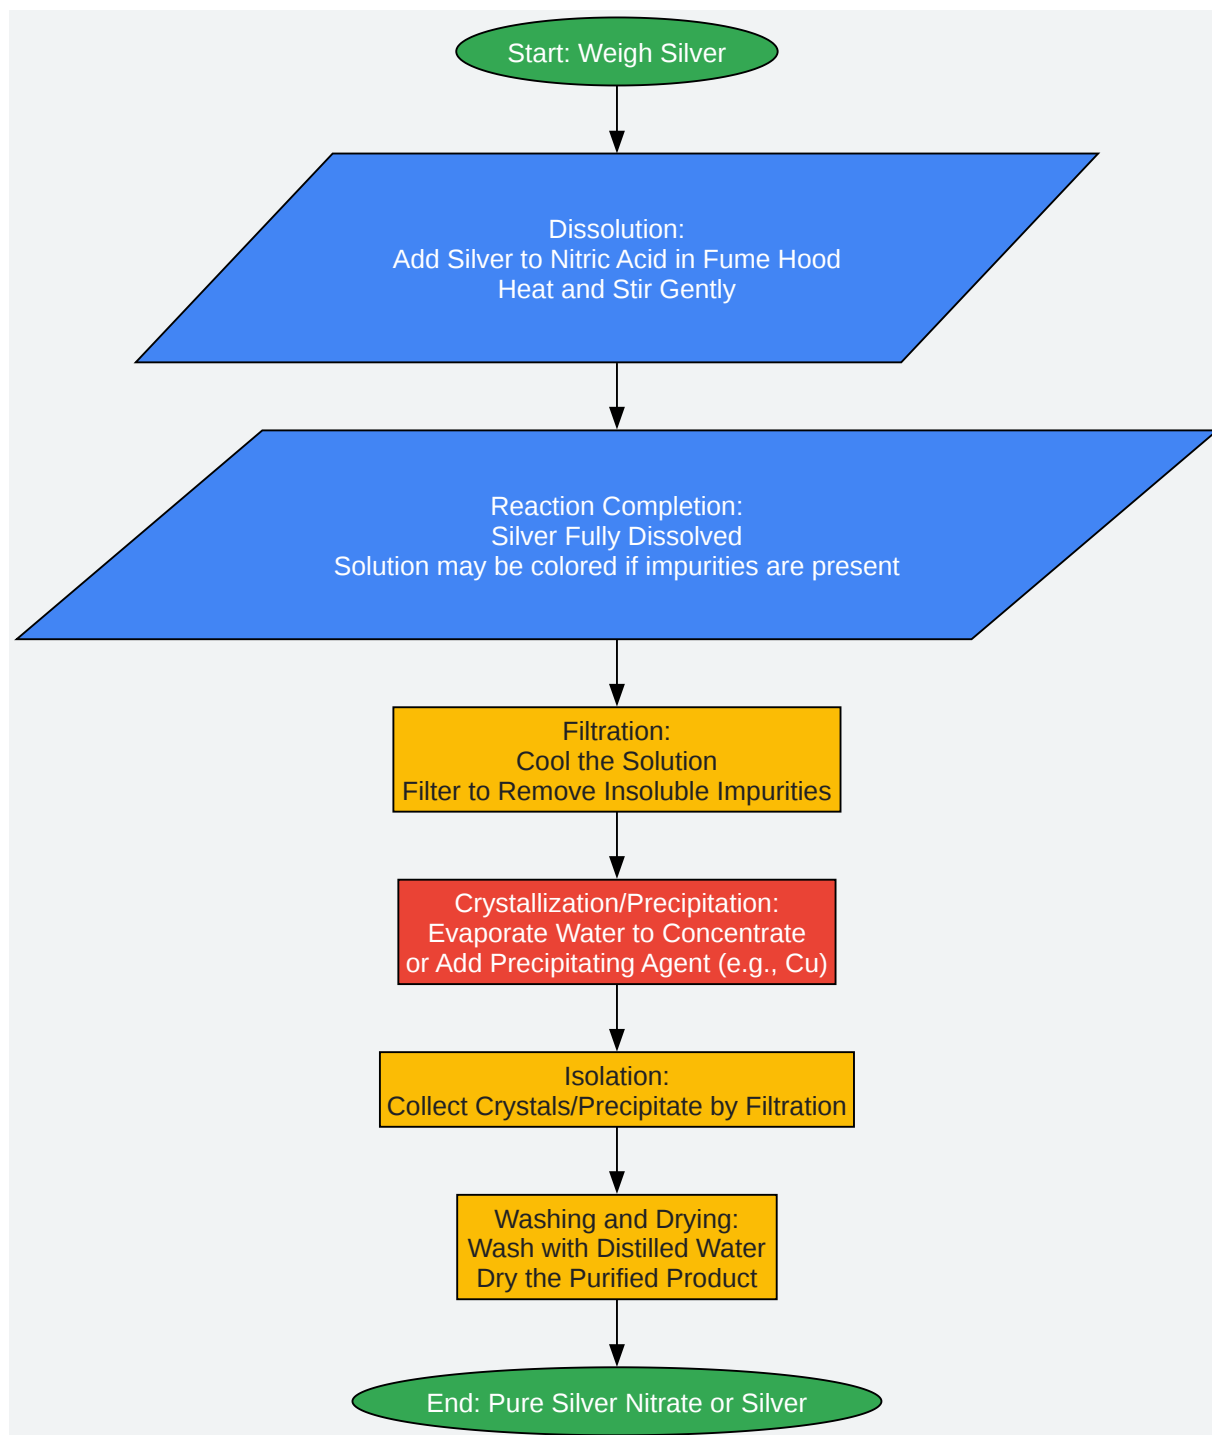 Start: Weigh Silver
Dissolution:
Add Silver to Nitric Acid in Fume Hood
Heat and Stir Gently
Reaction Completion:
Silver Fully Dissolved
Solution may be colored if impurities are present
Filtration:
Cool the Solution
Filter to Remove Insoluble Impurities
Crystallization/Precipitation:
Evaporate Water to Concentrate
or Add Precipitating Agent (e.g., Cu)
Isolation:
Collect Crystals/Precipitate by Filtration
Washing and Drying:
Wash with Distilled Water
Dry the Purified Product
End: Pure Silver Nitrate or Silver